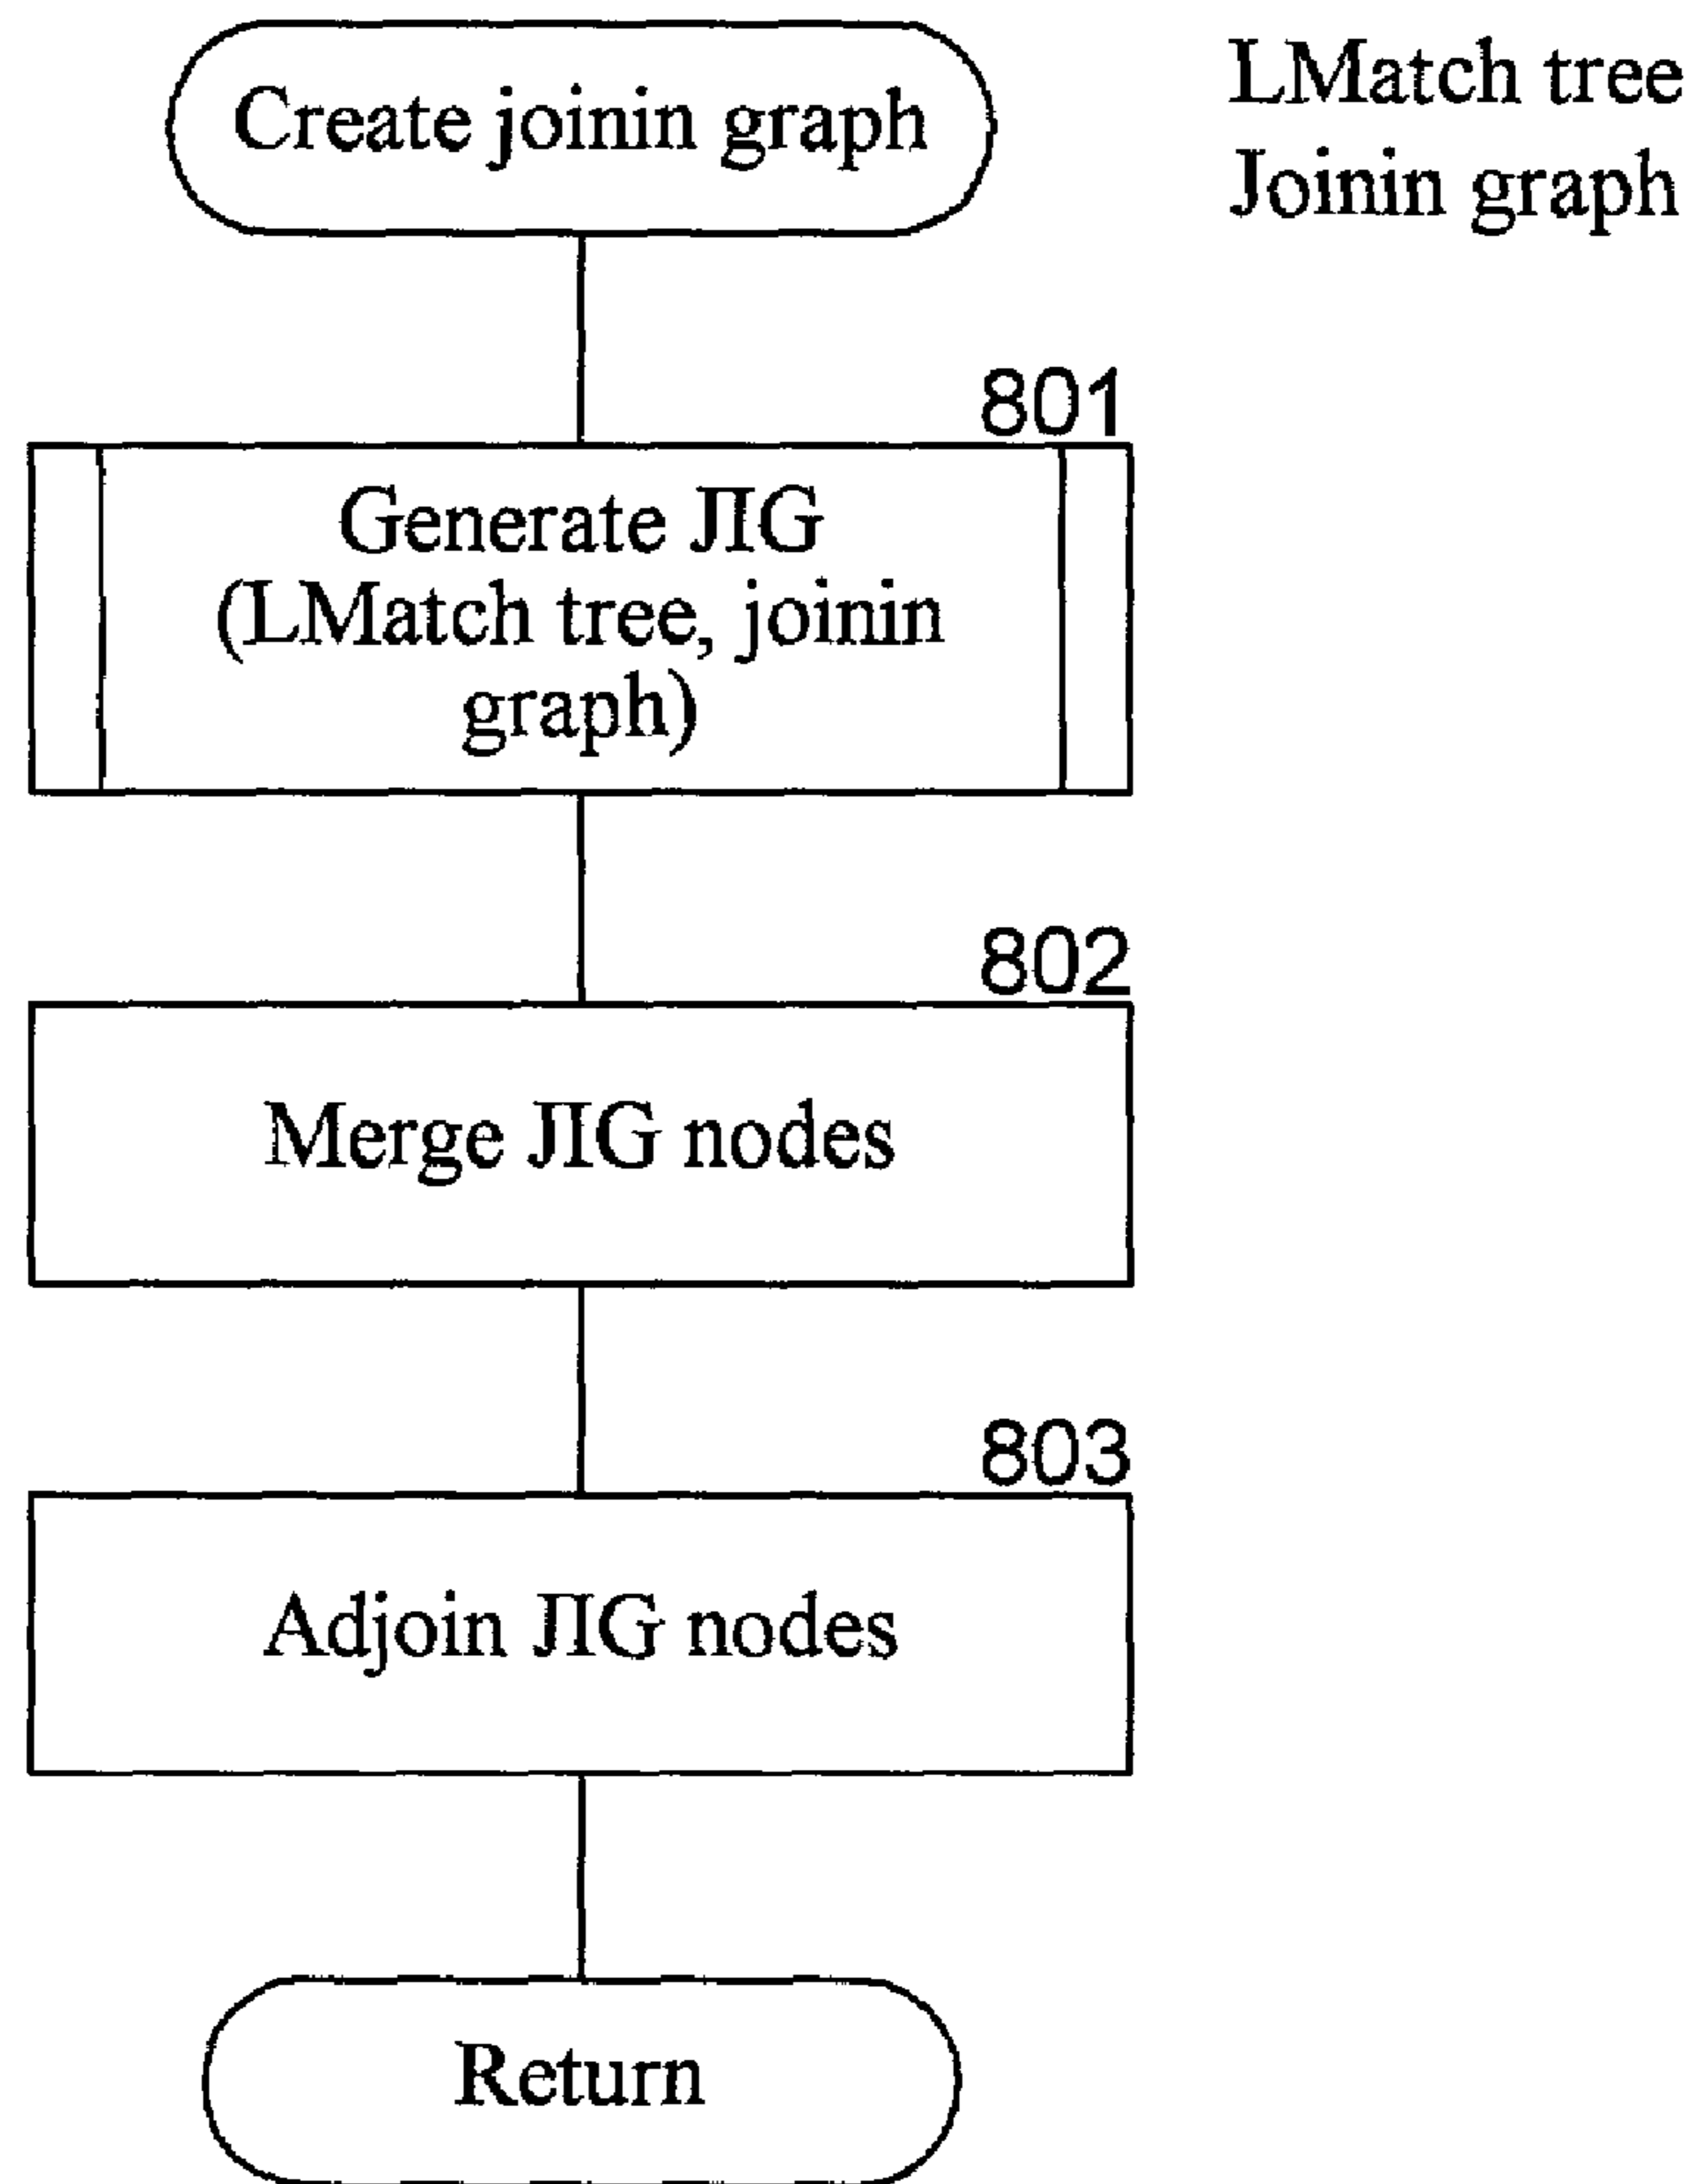 Create joinin graph
LMatch tree
Joinin graph
801
Generate JIG
(LMatch tree, joinin
graph)
802
Merge JIG nodes
803
Adjoin JIG nodes
Return